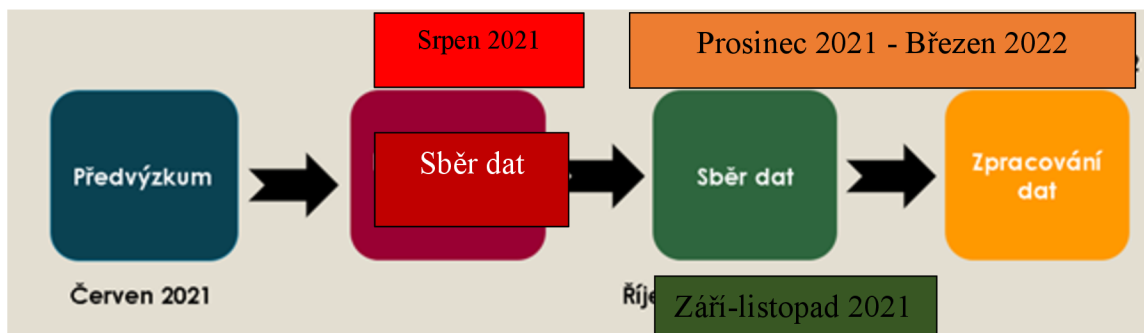 Srpen 2021
Prosinec 2021 - Březen 2022
Předvýzkum
Sběr dat
Sběr dat
Zpracování
dat
Červen 2021
Září-listopad 2021